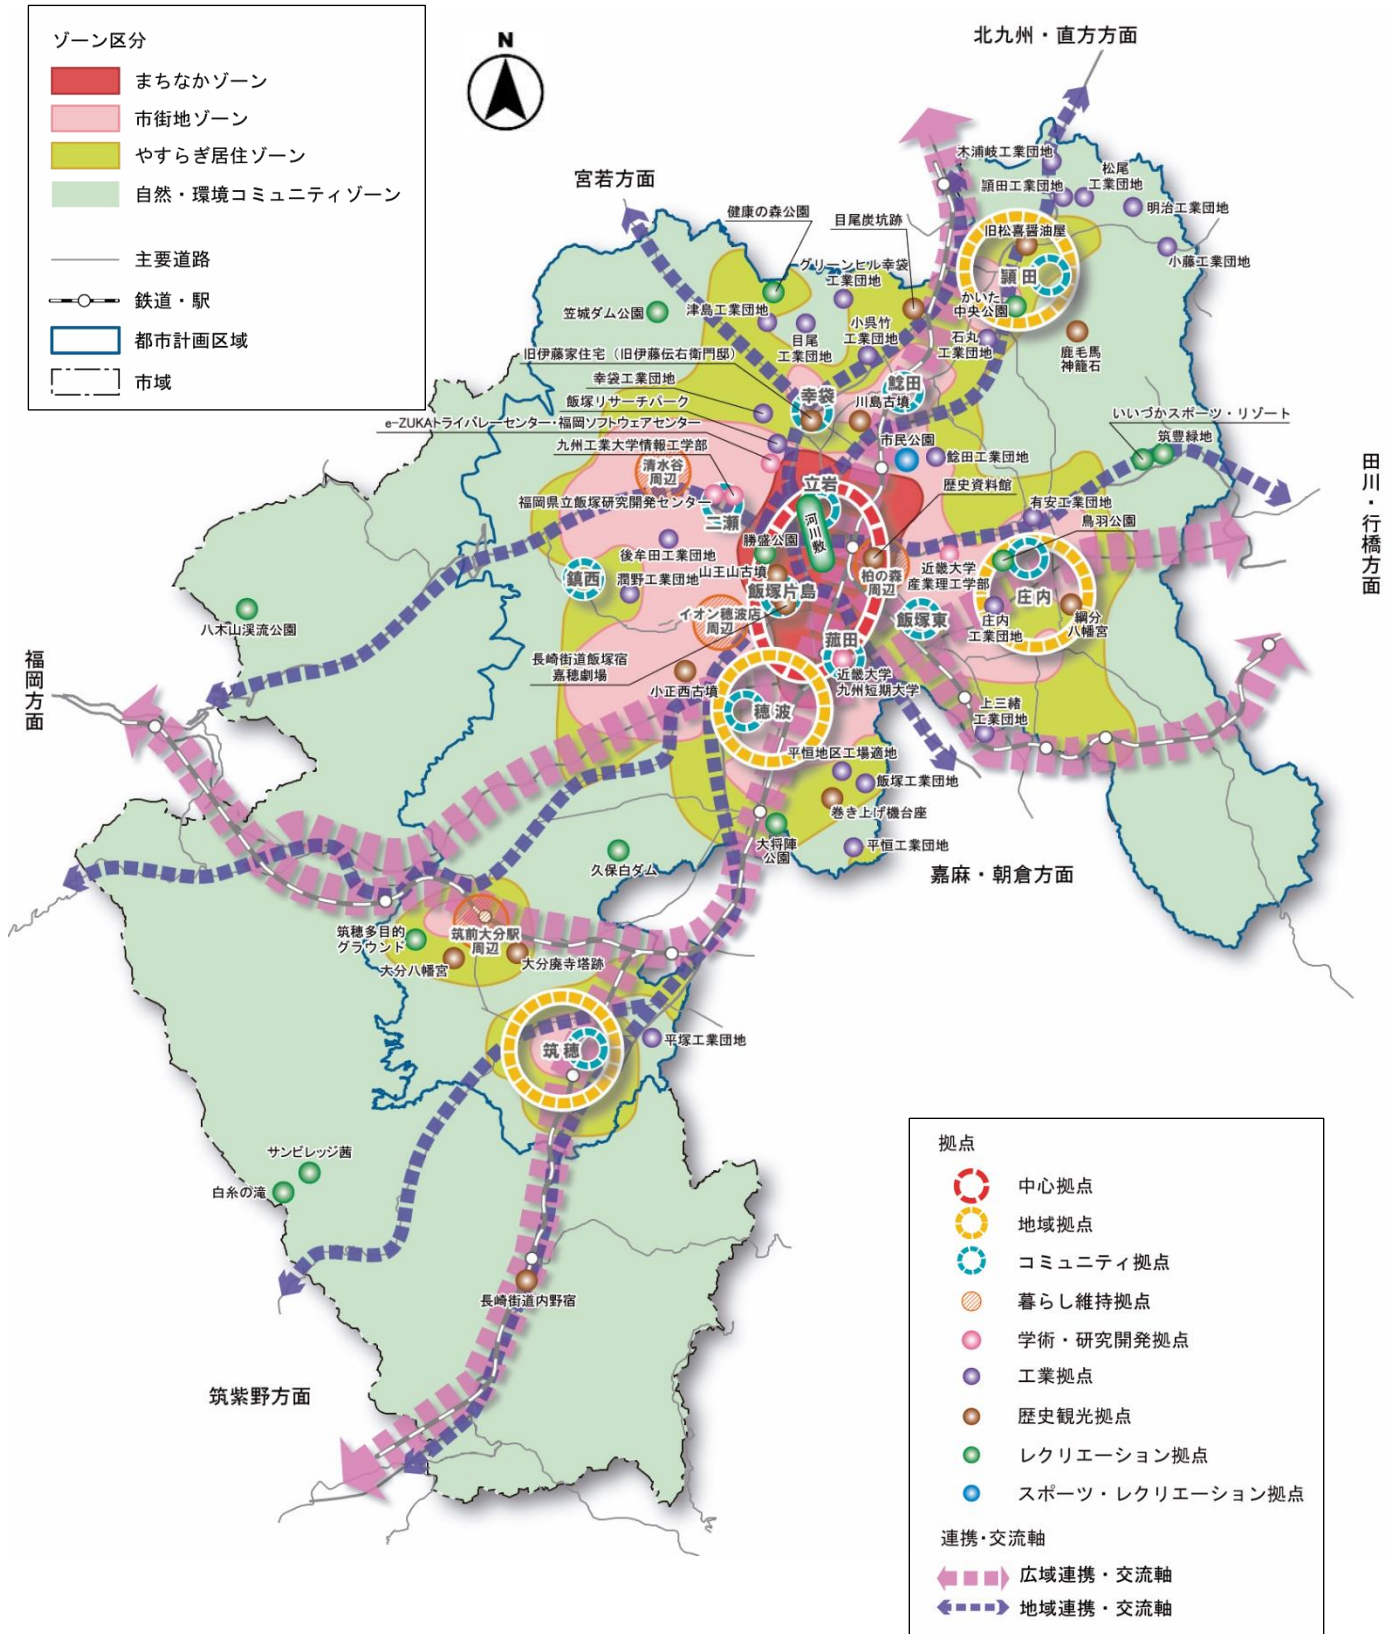 ゾーン区分
まちなかゾーン
市街地ゾーン
やすらぎ居住ゾーン
自然・環境コミュニティゾーン
主要道路
鉄道・駅
都市計画区域
市域
N
北九州・直方方面
宮若方面
健康の森公園
目尾炭坑跡
木浦岐工業団地
松尾
工業団地
頴田工業団地
明治工業団地
旧松喜醤油屋
小藤工業団地
グリーンヒル幸袋
工業団地
頴田
笠城ダム公園
津島工業団地
かいた
中央公園
目尾
工業団地
小呉竹
工業団地
石丸
工業団地
鹿毛馬
神籠石
旧伊藤家住宅（旧伊藤伝右衛門邸）
幸袋工業団地
幸袋
鯰田
川島古墳
飯塚リサーチパーク
e-ZUKAトライバレーセンター・福岡ソフトウェアセンター
いいづかスポーツ・リゾート
筑豊緑地
九州工業大学情報工学部
市民公園
鯰田工業団地
清水谷
周辺
立岩
歴史資料館
田川・行橋方面
福岡県立飯塚研究開発センター
二瀬
河川敷
有安工業団地
鳥羽公園
勝盛公園
後牟田工業団地
山王山古墳
柏の森
周辺
近畿大学
産業理工学部
鎮西
潤野工業団地
飯塚片島
庄内
八木山渓流公園
イオン穂波店
周辺
飯塚東
庄内
工業団地
綱分
八幡宮
菰田
長崎街道飯塚宿
嘉穂劇場
福岡方面
小正西古墳
近畿大学
九州短期大学
穂波
上三緒
工業団地
平恒地区工場適地
飯塚工業団地
巻き上げ機台座
大将陣
公園
平恒工業団地
久保白ダム
嘉麻・朝倉方面
筑穂多目的
グラウンド
筑前大分駅
周辺
大分八幡宮
大分廃寺塔跡
筑穂
平塚工業団地
サンビレッジ茜
白糸の滝
長崎街道内野宿
筑紫野方面
拠点
中心拠点
地域拠点
コミュニティ拠点
暮らし維持拠点
学術・研究開発拠点
工業拠点
歴史観光拠点
レクリエーション拠点
スポーツ・レクリエーション拠点
連携・交流軸
広域連携・交流軸
地域連携・交流軸